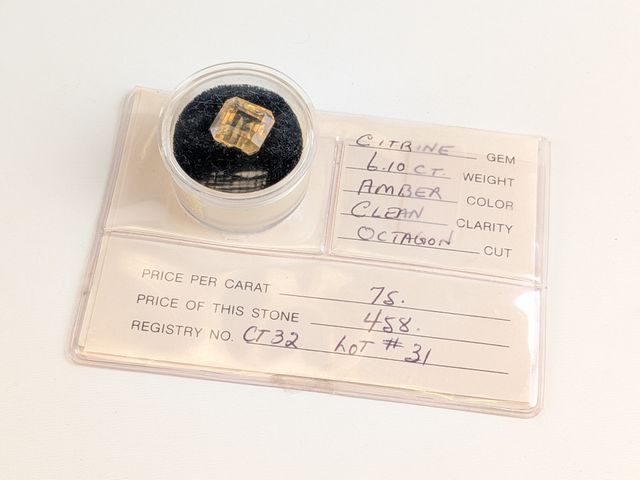 CITRINE GEM
6.10 CT. WEIGHT
AMBER COLOR
CLEAN CLARITY
OCTAGON CUT
PRICE PER CARAT 75.
PRICE OF THIS STONE 458.
REGISTRY NO. CT32 LOT #31